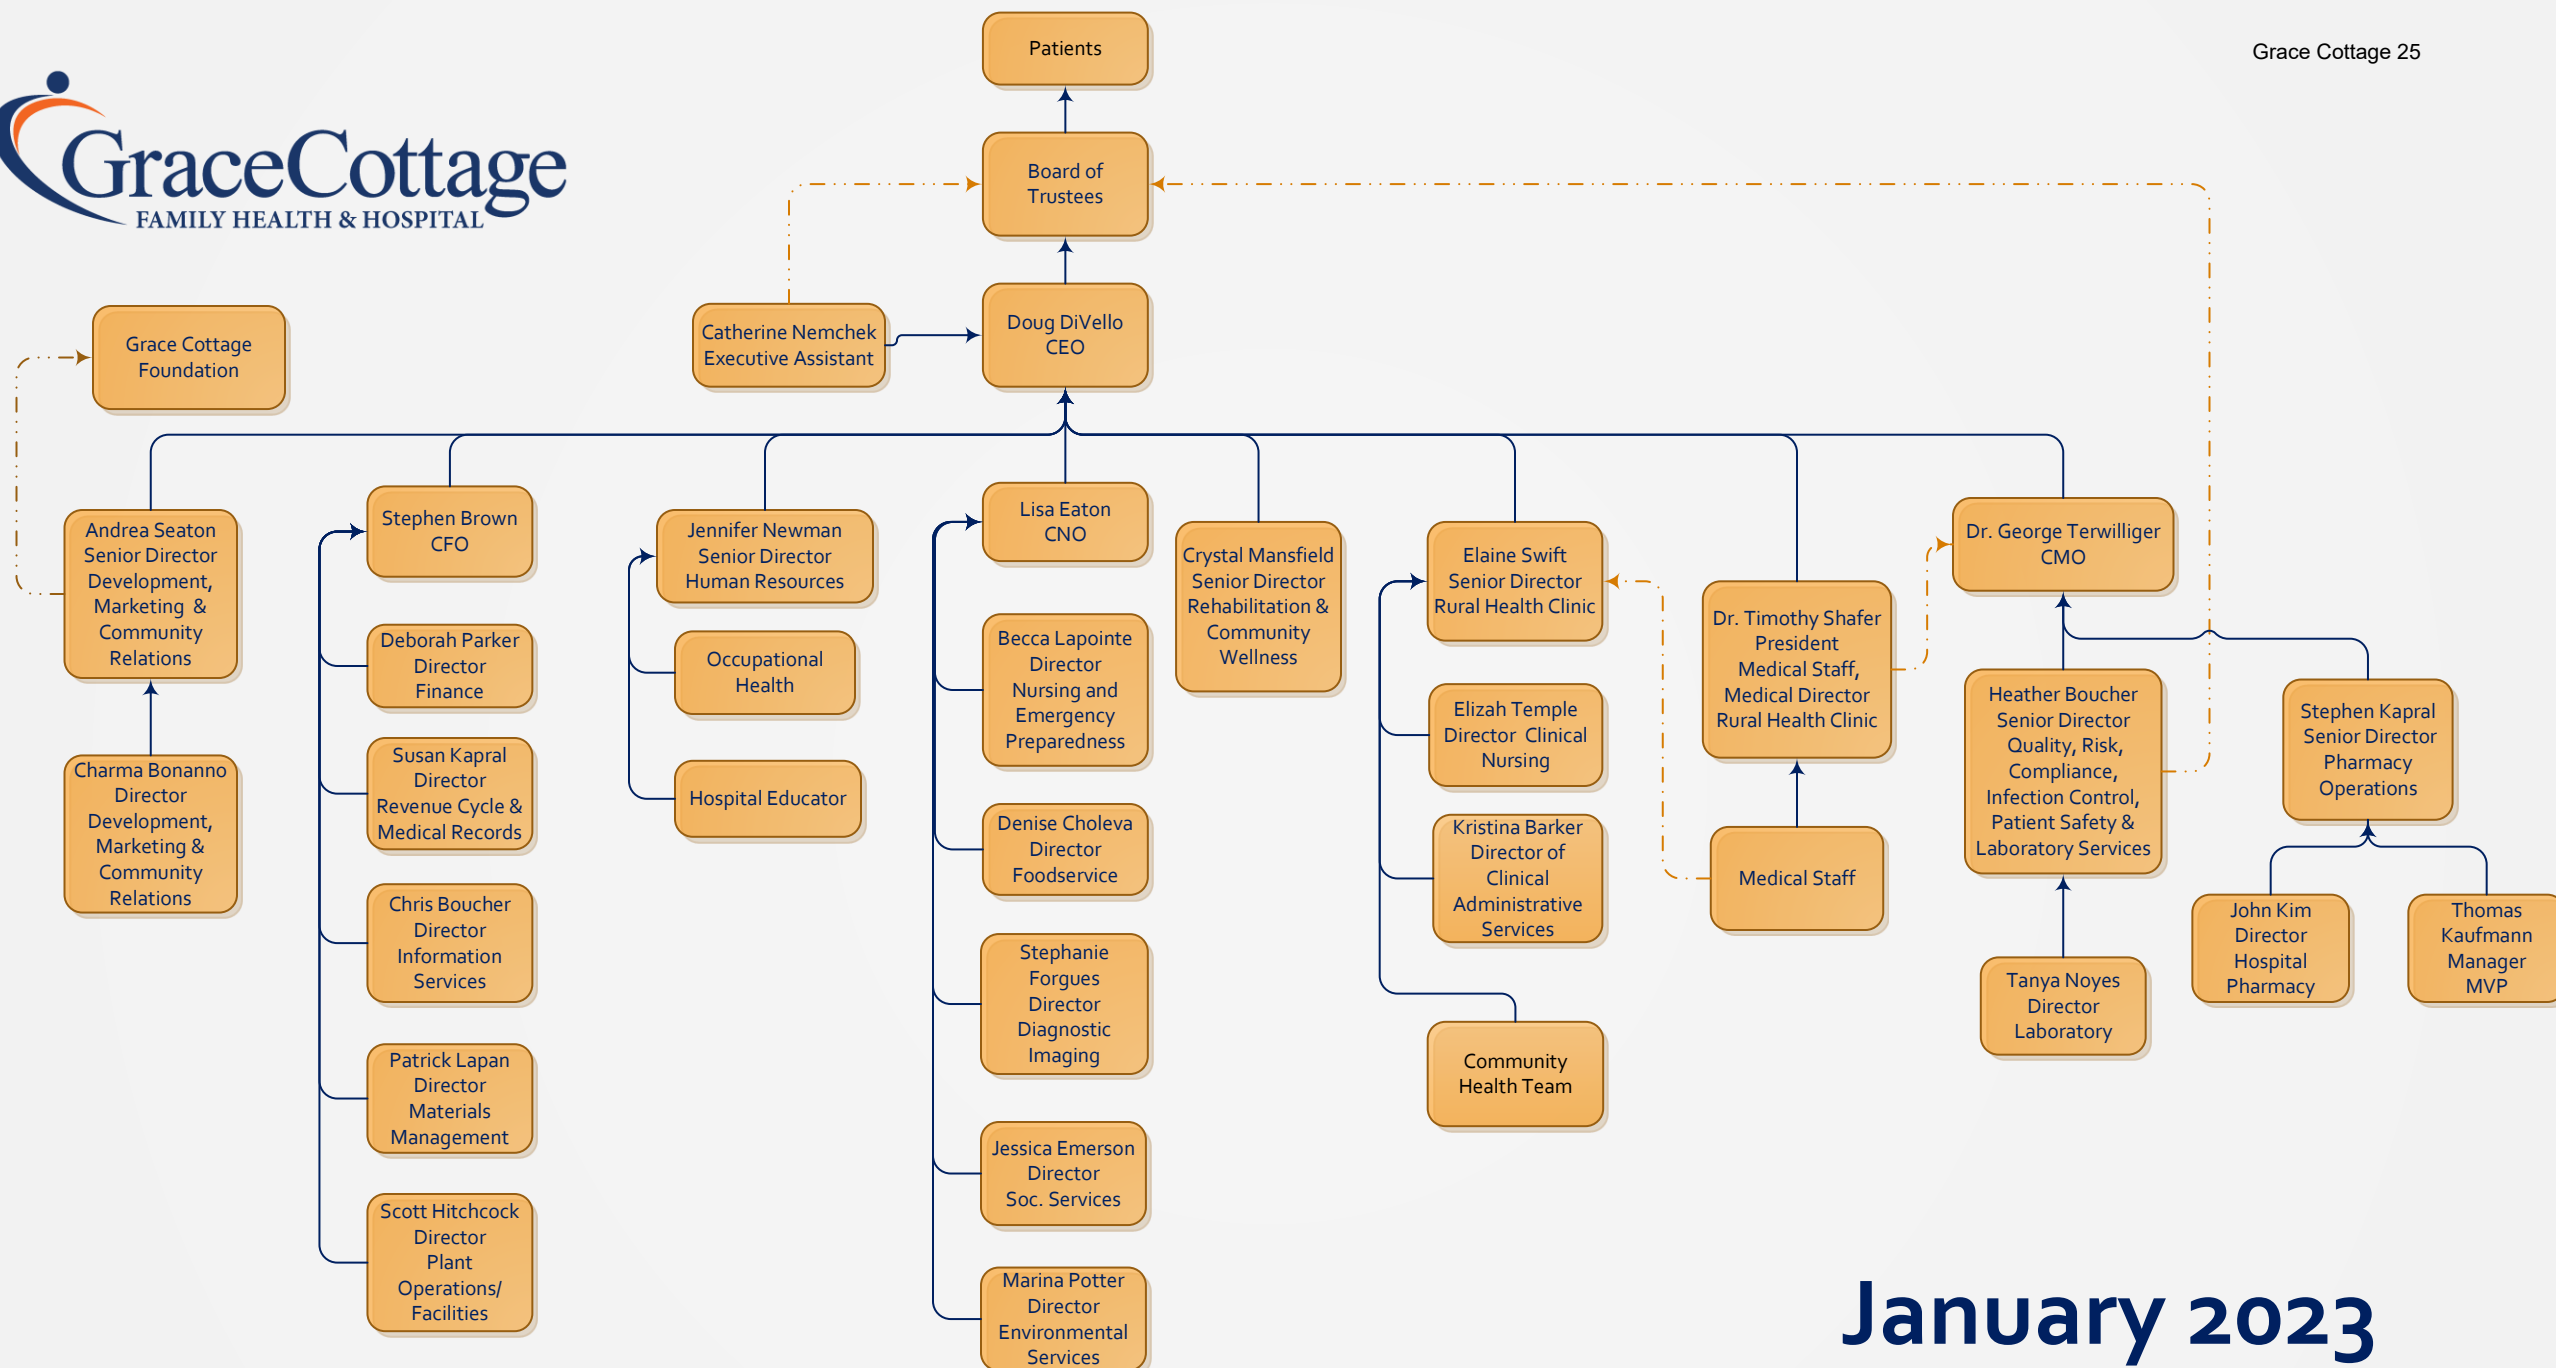 Patients
Grace Cottage 25
GraceCottage
FAMILY HEALTH & HOSPITAL
Board of
Trustees
Grace Cottage
Foundation
Catherine Nemchek
Executive Assistant
Doug DiVello
CEO
Andrea Seaton
Senior Director
Development,
Marketing &
Community
Relations
Charma Bonanno
Director
Development,
Marketing &
Community
Relations
Stephen Brown
CFO
Deborah Parker
Director
Finance
Susan Kapral
Director
Revenue Cycle &
Medical Records
Chris Boucher
Director
Information
Services
Patrick Lapan
Director
Materials
Management
Scott Hitchcock
Director
Plant
Operations/
Facilities
Jennifer Newman
Senior Director
Human Resources
Occupational
Health
Hospital Educator
Lisa Eaton
CNO
Becca Lapointe
Director
Nursing and
Emergency
Preparedness
Denise Choleva
Director
Foodservice
Stephanie
Forgues
Director
Diagnostic
Imaging
Jessica Emerson
Director
Soc. Services
Marina Potter
Director
Environmental
Services
Crystal Mansfield
Senior Director
Rehabilitation &
Community
Wellness
Elaine Swift
Senior Director
Rural Health Clinic
Elizah Temple
Director Clinical
Nursing
Kristina Barker
Director of
Clinical
Administrative
Services
Community
Health Team
Dr. Timothy Shafer
President
Medical Staff,
Medical Director
Rural Health Clinic
Medical Staff
Dr. George Terwilliger
CMO
Heather Boucher
Senior Director
Quality, Risk,
Compliance,
Infection Control,
Patient Safety &
Laboratory Services
Tanya Noyes
Director
Laboratory
Stephen Kapral
Senior Director
Pharmacy
Operations
John Kim
Director
Hospital
Pharmacy
Thomas
Kaufmann
Manager
MVP
January 2023